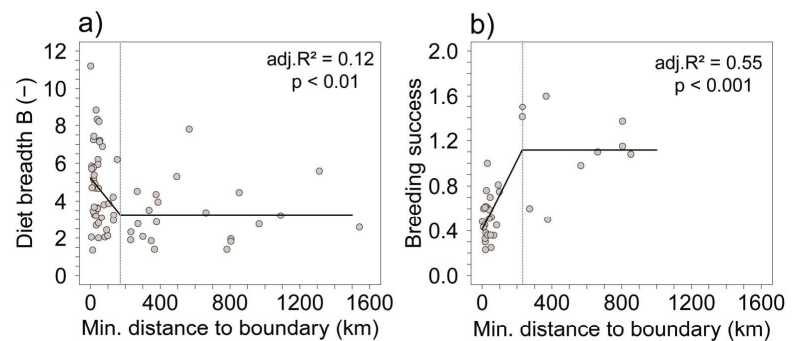 a)
adj.R² = 0.12
p < 0.01
Diet breadth B (–)
12
10
8
6
4
2
0
0 400 800 1200 1600
Min. distance to boundary (km)
b)
adj.R² = 0.55
p < 0.001
Breeding success
2.0
1.6
1.2
0.8
0.4
0.0
0 400 800 1200 1600
Min. distance to boundary (km)